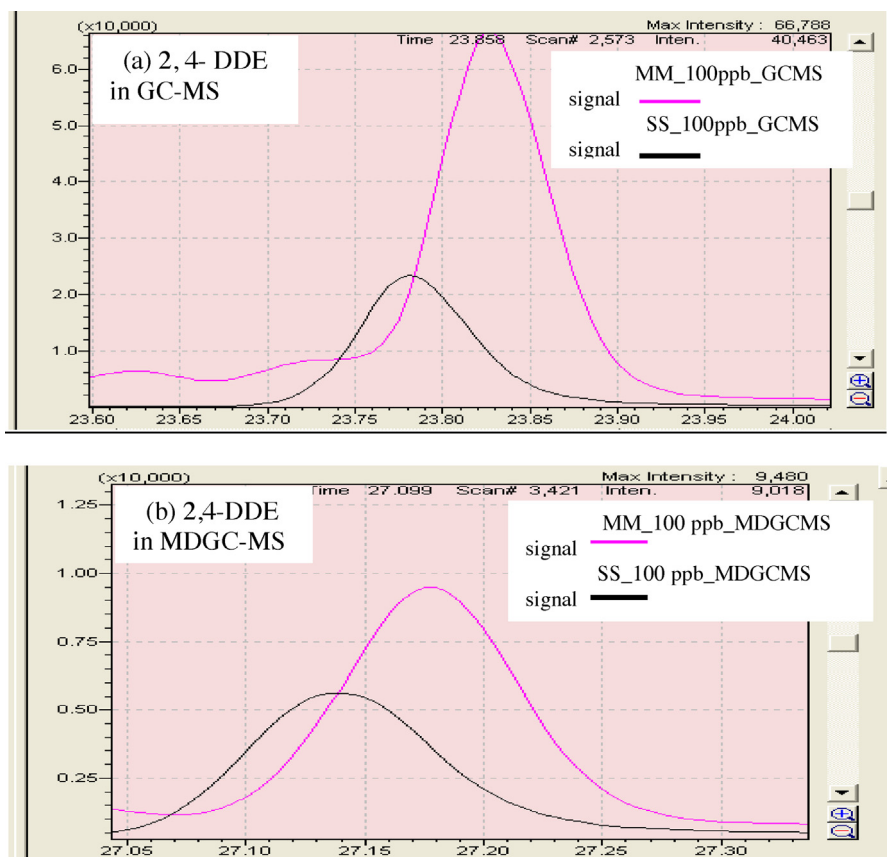 (×10,000) Max Intensity : 66,788
Time 23.858 Scan# 2,573 Inten. 40,463
(a) 2, 4- DDE
in GC-MS
MM_100ppb_GCMS
signal
SS_100ppb_GCMS
signal
6.0
5.0
4.0
3.0
2.0
1.0
23.60 23.65 23.70 23.75 23.80 23.85 23.90 23.95 24.00
(×10,000) Max Intensity : 9,480
Time 27.099 Scan# 3,421 Inten. 9,018
(b) 2,4-DDE
in MDGC-MS
MM_100 ppb_MDGCMS
signal
SS_100 ppb_MDGCMS
signal
1.25
1.00
0.75
0.50
0.25
27.05 27.10 27.15 27.20 27.25 27.30